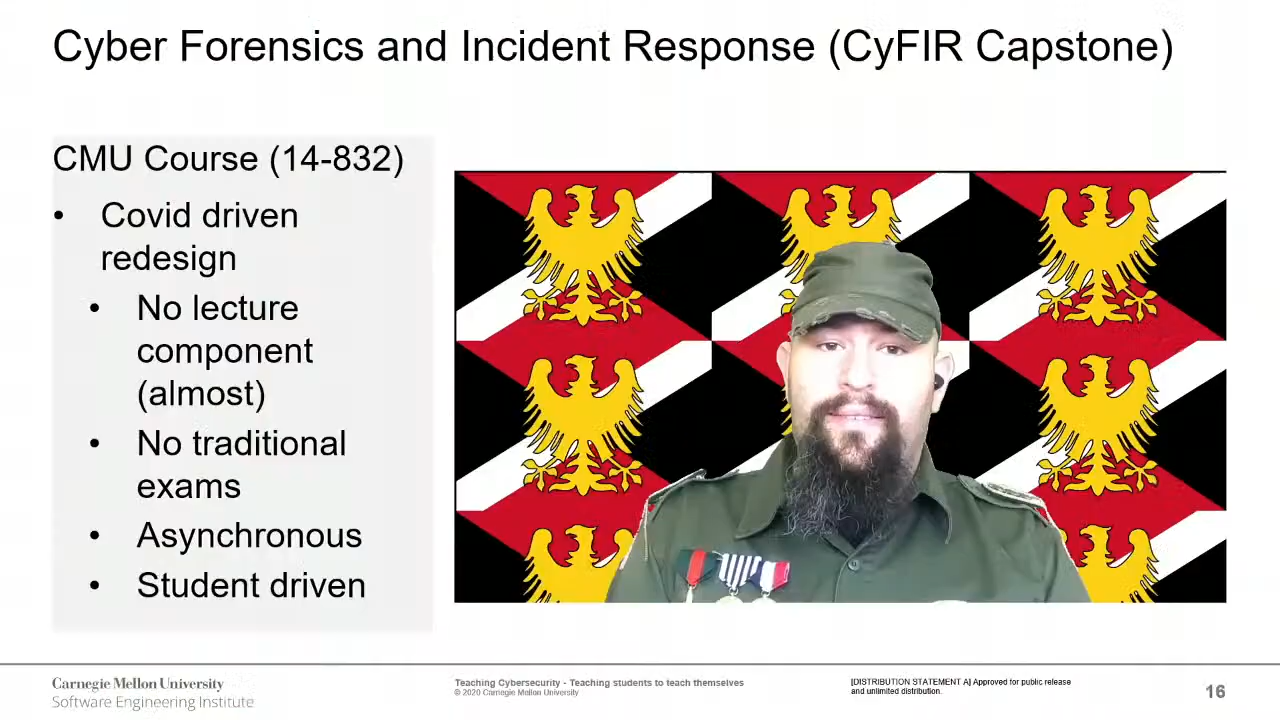 Cyber Forensics and Incident Response (CyFIR Capstone)
CMU Course (14-832)
• Covid driven
redesign
• No lecture
component
(almost)
• No traditional
exams
• Asynchronous
• Student driven
Carnegie Mellon University
Software Engineering Institute
Teaching Cybersecurity - Teaching students to teach themselves
© 2020 Carnegie Mellon University
[DISTRIBUTION STATEMENT A] Approved for public release
and unlimited distribution.
16